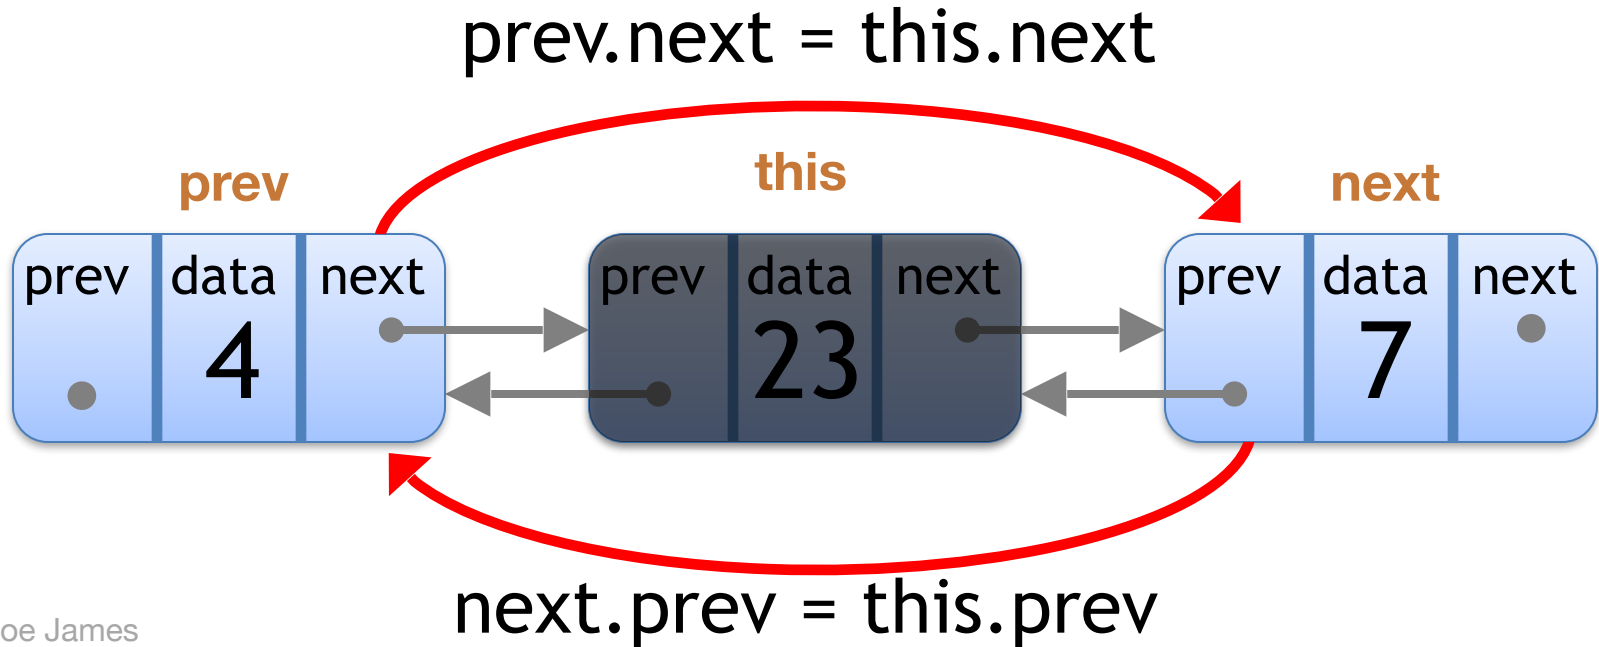 prev.next = this.next
prev this next
prev data next prev data next prev data next
4 23 7
next.prev = this.prev
oe James